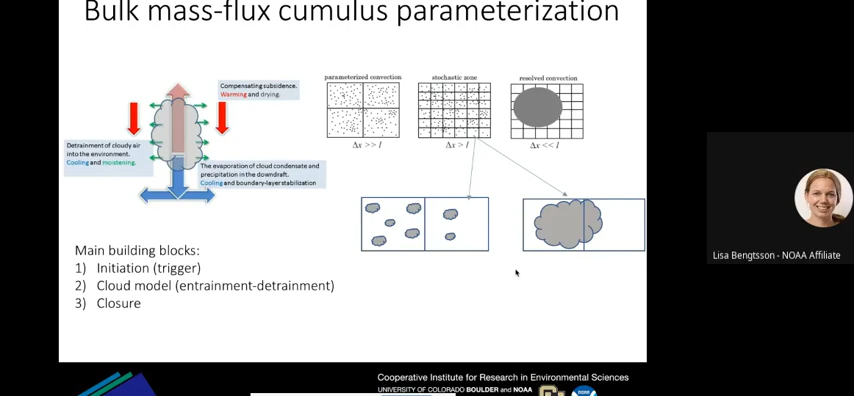 Bulk mass-flux cumulus parameterization
Compensating subsidence.
Warming and drying.
Detrainment of cloudy air
into the environment.
Cooling and moistening.
The evaporation of cloud condensate and
precipitation in the downdraft.
Cooling and boundary-layer stabilization
parameterized convection
stochastic zone
resolved convection
Δx >> l
Δx > l
Δx << l
Main building blocks:
1) Initiation (trigger)
2) Cloud model (entrainment-detrainment)
3) Closure
Lisa Bengtsson - NOAA Affiliate
Cooperative Institute for Research in Environmental Sciences
UNIVERSITY OF COLORADO BOULDER and NOAA